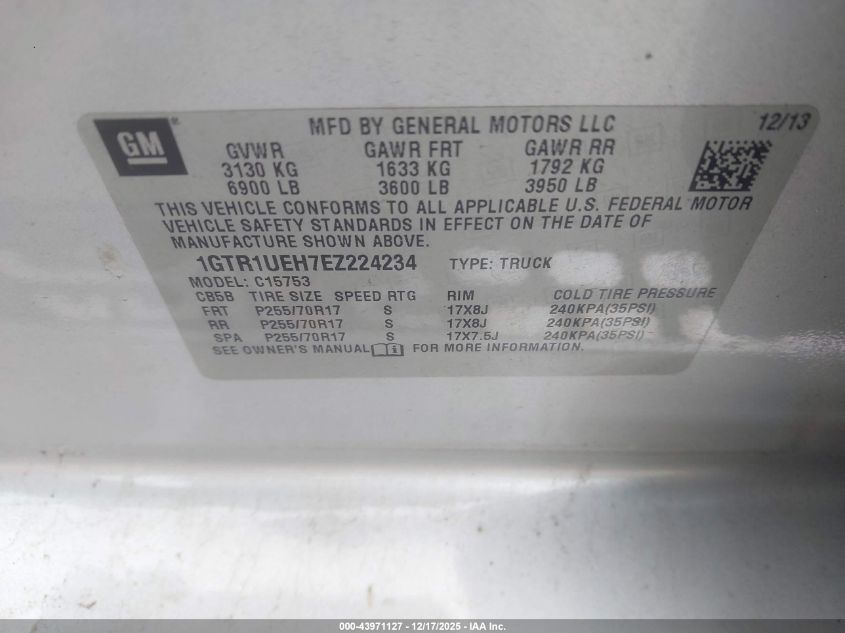 GM
MFD BY GENERAL MOTORS LLC 12/13
GVWR GAWR FRT GAWR RR
3130 KG 1633 KG 1792 KG
6900 LB 3600 LB 3950 LB
THIS VEHICLE CONFORMS TO ALL APPLICABLE U.S. FEDERAL MOTOR
VEHICLE SAFETY STANDARDS IN EFFECT ON THE DATE OF
MANUFACTURE SHOWN ABOVE.
1GTR1UEH7EZ224234 TYPE: TRUCK
MODEL: C15753
CB5B TIRE SIZE SPEED RTG RIM COLD TIRE PRESSURE
FRT P255/70R17 S 17X8J 240KPA(35PSI)
RR P255/70R17 S 17X8J 240KPA(35PSI)
SPA P255/70R17 S 17X7.5J 240KPA(35PSI)
SEE OWNER'S MANUAL FOR MORE INFORMATION.
000-43971127 - 12/17/2025 - IAA Inc.